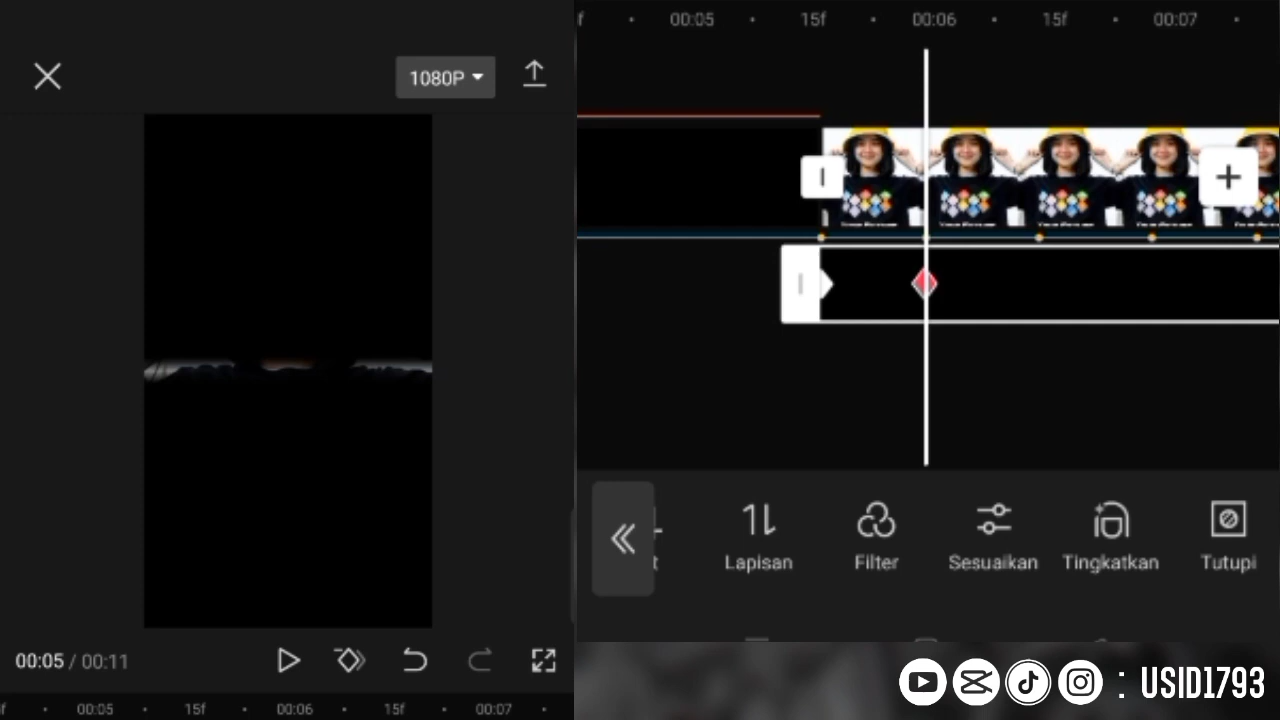 1080P
00:05 / 00:11
00:05 15f 00:06 15f 00:07
f 00:05 15f 00:06 15f 00:07
Lapisan Filter Sesuaikan Tingkatkan Tutupi
: USID1793